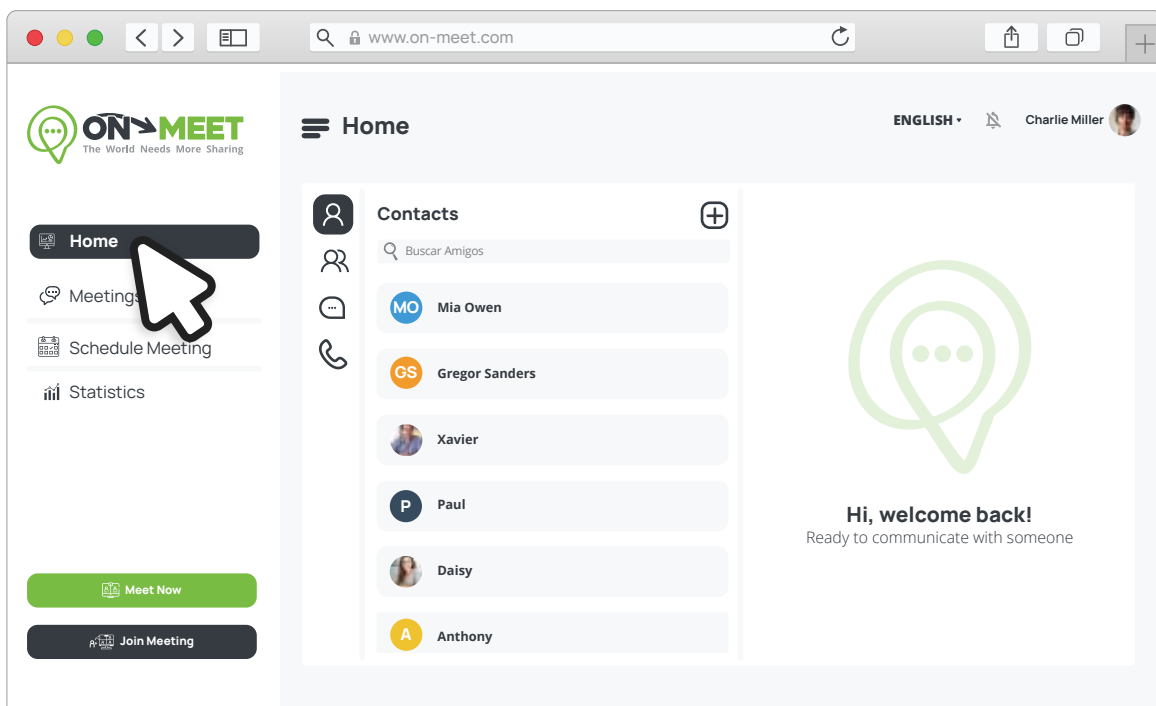 www.on-meet.com
ON MEET
The World Needs More Sharing
Home
ENGLISH
Charlie Miller
Home
Meetings
Schedule Meeting
Statistics
Meet Now
Join Meeting
Contacts
Buscar Amigos
MO Mia Owen
GS Gregor Sanders
Xavier
P Paul
Daisy
A Anthony
Hi, welcome back!
Ready to communicate with someone